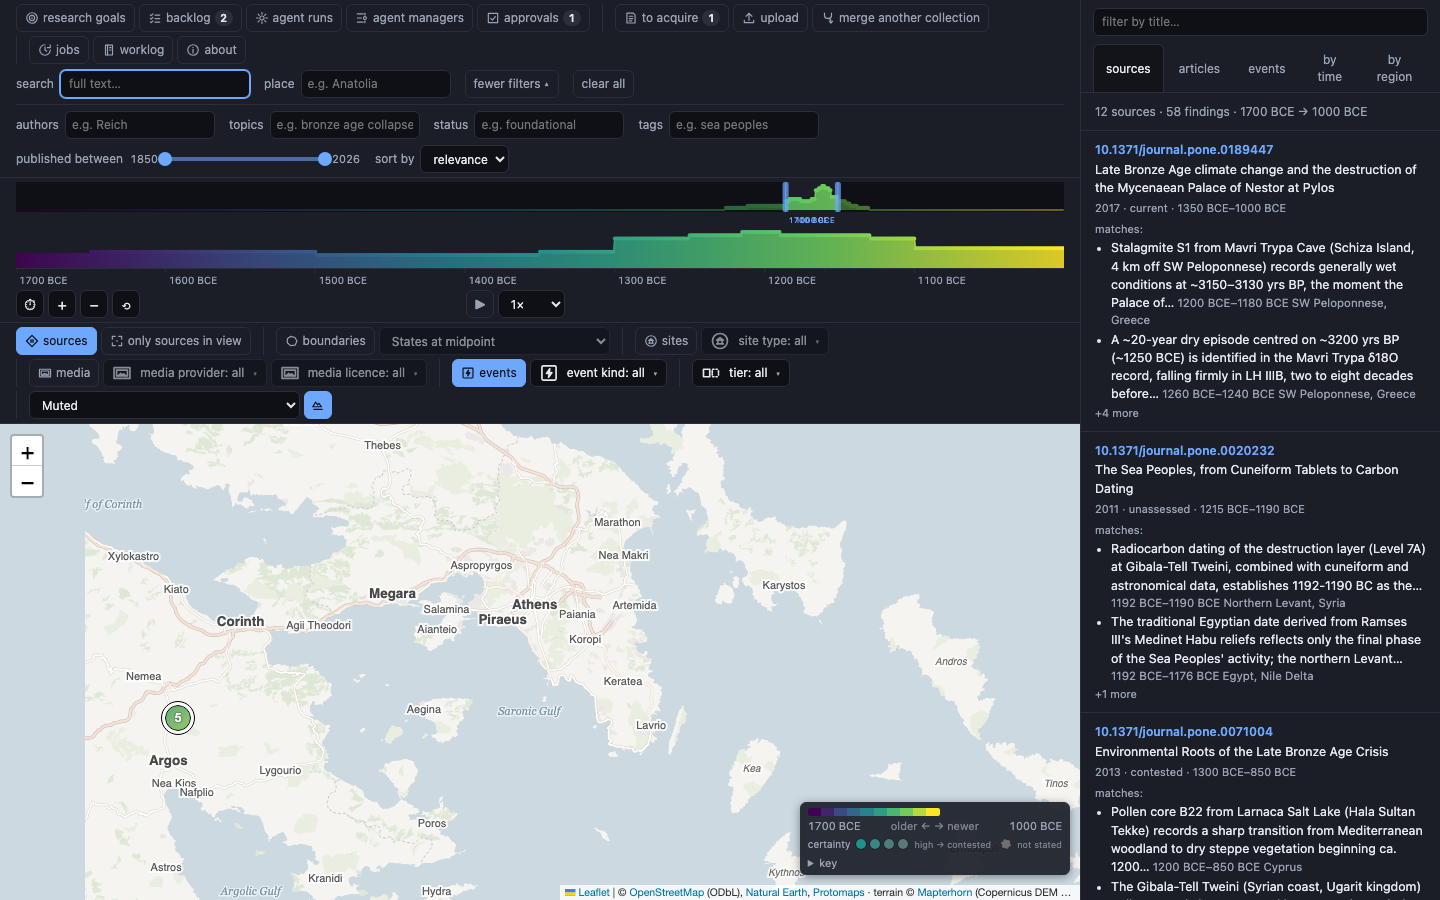 research goals backlog 2 agent runs agent managers approvals 1 to acquire 1 upload merge another collection
jobs worklog about
search full text... place e.g. Anatolia fewer filters clear all
authors e.g. Reich topics e.g. bronze age collapse status e.g. foundational tags e.g. sea peoples
published between 1850 2026 sort by relevance
1700 BCE 1600 BCE 1500 BCE 1400 BCE 1300 BCE 1200 BCE 1100 BCE
1×
sources only sources in view boundaries States at midpoint sites site type: all
media media provider: all media licence: all events event kind: all tier: all
Muted
+
−
Thebes
f of Corinth
Marathon
Xylokastro
Nea Makri
Aspropyrgos
Kiato
Karystos
Megara
Salamina
Athens
Artemida
Corinth
Agii Theodori
Piraeus
Paiania
Aianteio
Koropi
Andros
Nemea
Keratea
Aegina
Saronic Gulf
5
Lavrio
Argos
Lygourio
Kea
Nea Kins
Nafplio
Tinos
Poros
Astros
Kranidi
Kythnos
Argolic Gulf
Hydra
1700 BCE older ← → newer 1000 BCE
certainty high → contested not stated
key
Leaflet | © OpenStreetMap (ODbL), Natural Earth, Protomaps · terrain © Mapterhorn (Copernicus DEM ...
filter by title...
sources articles events by time by region
12 sources · 58 findings · 1700 BCE → 1000 BCE
10.1371/journal.pone.0189447
Late Bronze Age climate change and the destruction of
the Mycenaean Palace of Nestor at Pylos
2017 · current · 1350 BCE–1000 BCE
matches:
• Stalagmite S1 from Mavri Trypa Cave (Schiza Island,
4 km off SW Peloponnese) records generally wet
conditions at ~3150–3130 yrs BP, the moment the
Palace of... 1200 BCE–1180 BCE SW Peloponnese,
Greece
• A ~20-year dry episode centred on ~3200 yrs BP
(~1250 BCE) is identified in the Mavri Trypa δ18O
record, falling firmly in LH IIIB, two to eight decades
before... 1260 BCE–1240 BCE SW Peloponnese, Greece
+4 more
10.1371/journal.pone.0020232
The Sea Peoples, from Cuneiform Tablets to Carbon
Dating
2011 · unassessed · 1215 BCE–1190 BCE
matches:
• Radiocarbon dating of the destruction layer (Level 7A)
at Gibala-Tell Tweini, combined with cuneiform and
astronomical data, establishes 1192-1190 BC as the...
1192 BCE–1190 BCE Northern Levant, Syria
• The traditional Egyptian date derived from Ramses
III's Medinet Habu reliefs reflects only the final phase
of the Sea Peoples' activity; the northern Levant...
1192 BCE–1176 BCE Egypt, Nile Delta
+1 more
10.1371/journal.pone.0071004
Environmental Roots of the Late Bronze Age Crisis
2013 · contested · 1300 BCE–850 BCE
matches:
• Pollen core B22 from Larnaca Salt Lake (Hala Sultan
Tekke) records a sharp transition from Mediterranean
woodland to dry steppe vegetation beginning ca.
1200... 1200 BCE–850 BCE Cyprus
• The Gibala-Tell Tweini (Syrian coast, Ugarit kingdom)